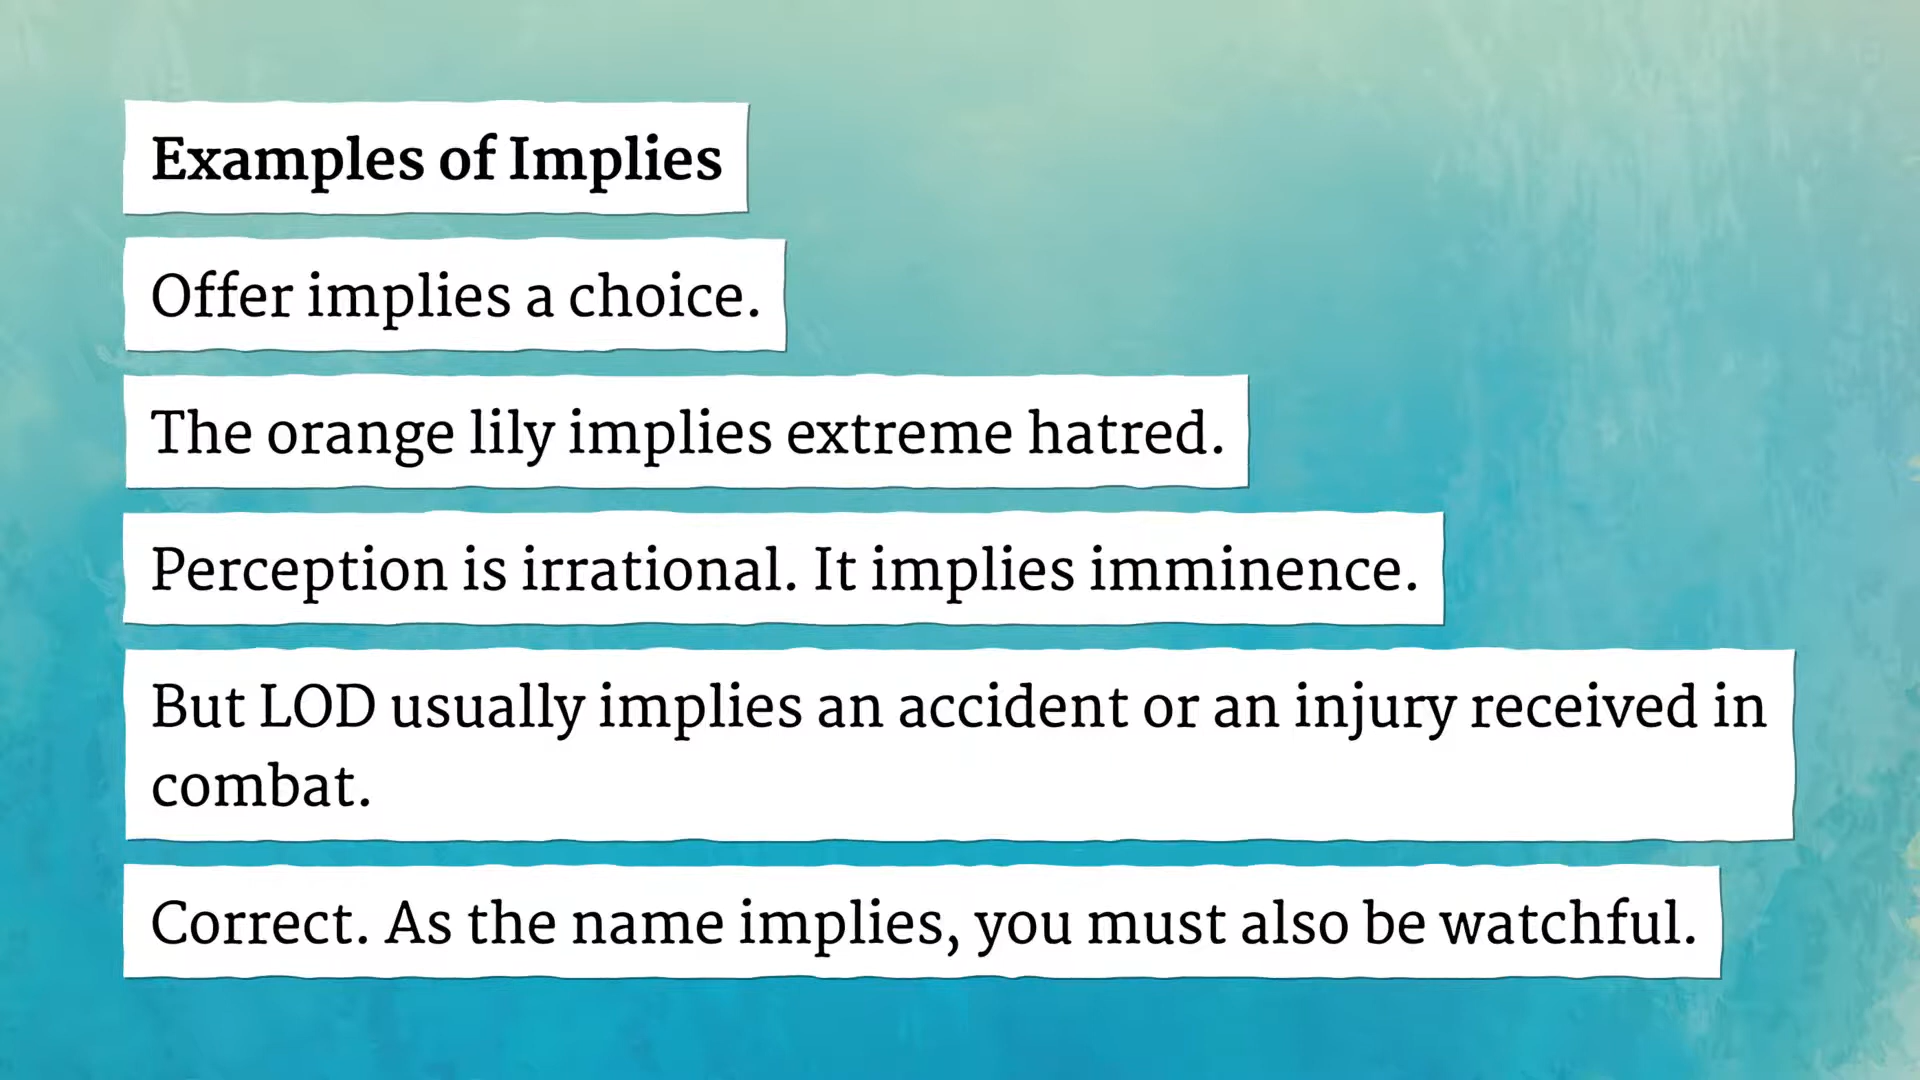 Examples of Implies
Offer implies a choice.
The orange lily implies extreme hatred.
Perception is irrational. It implies imminence.
But LOD usually implies an accident or an injury received in
combat.
Correct. As the name implies, you must also be watchful.